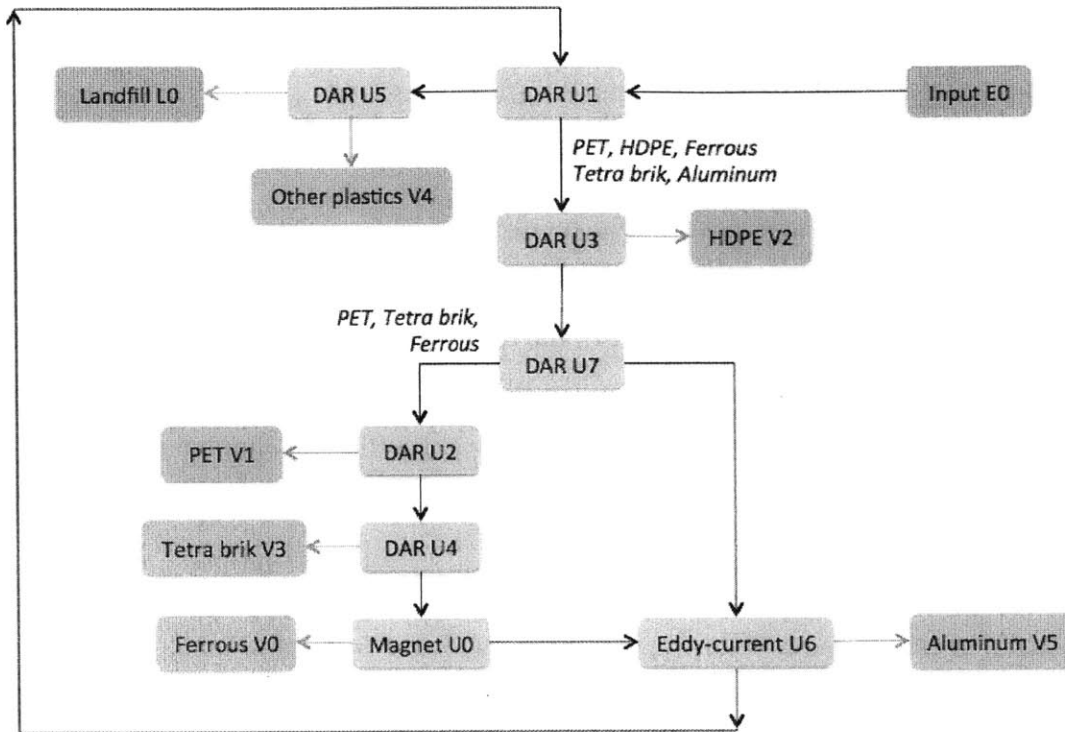 Landfill L0
DAR U5
DAR U1
Input E0
PET, HDPE, Ferrous
Tetra brik, Aluminum
Other plastics V4
DAR U3
HDPE V2
PET, Tetra brik,
Ferrous
DAR U7
PET V1
DAR U2
Tetra brik V3
DAR U4
Ferrous V0
Magnet U0
Eddy-current U6
Aluminum V5